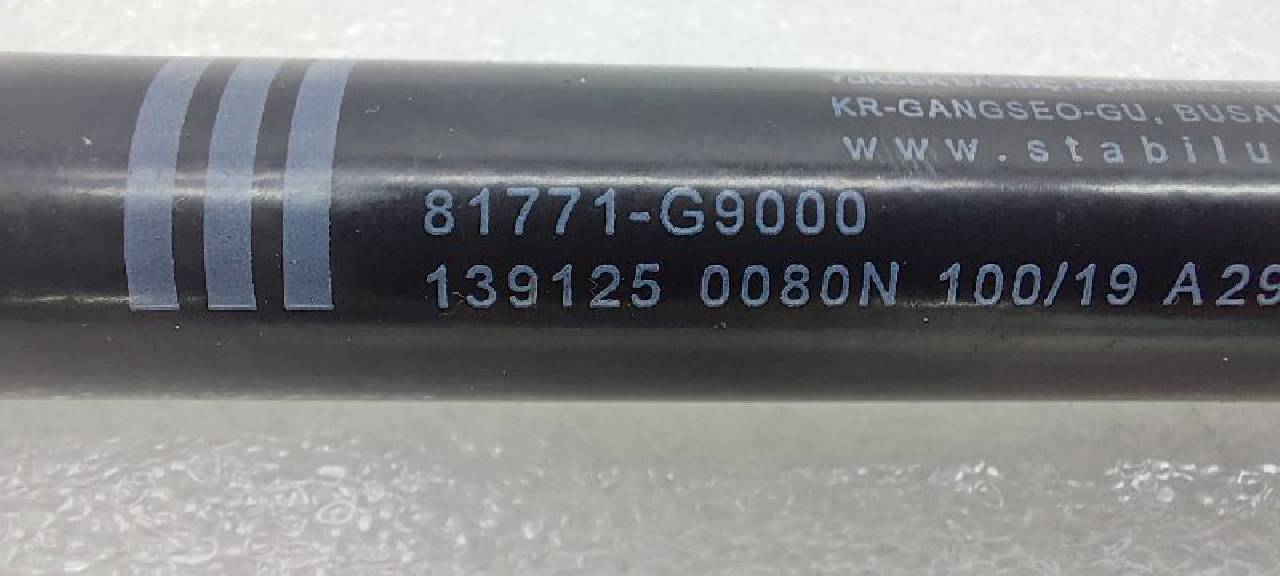 KR-GANGSEO-GU, BUSA
www.stabilu
81771-G9000
139125 0080N 100/19 A29